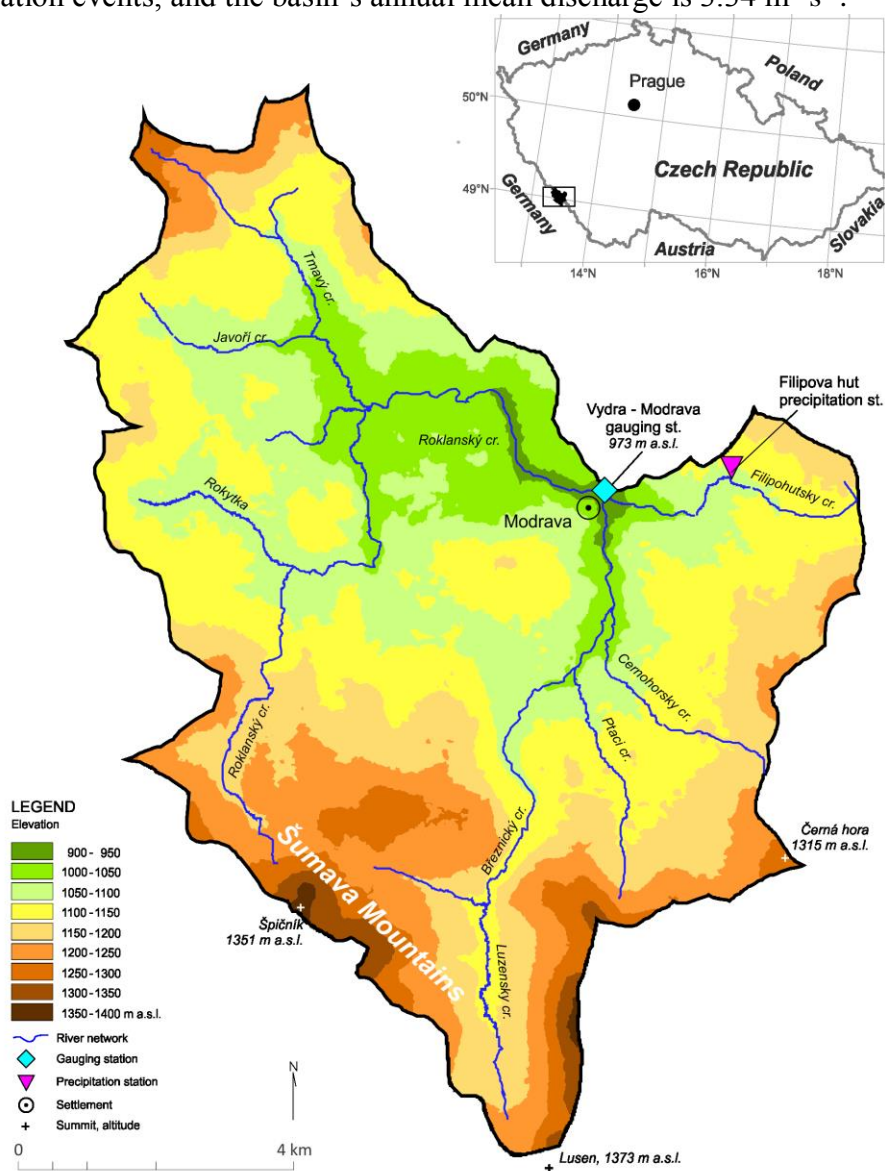 ation events, and the basin's annual mean discharge is 5.54 m³ s⁻¹.
Germany
Poland
50°N
Prague
Czech Republic
49°N
Germany
Slovakia
Austria
14°N
16°N
18°N
Trnavý cr.
Javoří cr.
Filipova hut
precipitation st.
Vydra - Modrava
gauging st.
973 m a.s.l.
Roklanský cr.
Filipohutsky cr.
Rokytka
Modrava
Cernohorsky cr.
Ptaci cr.
Roklanský cr.
LEGEND
Elevation
900 - 950
1000-1050
1050-1100
1100-1150
1150-1200
1200-1250
1250-1300
1300-1350
1350-1400 m a.s.l.
River network
Gauging station
Precipitation station
Settlement
Summit, altitude
Březnický cr.
Černá hora
1315 m a.s.l.
Šumava Mountains
Špičník
1351 m a.s.l.
Luzensky cr.
N
0
4 km
Lusen, 1373 m a.s.l.